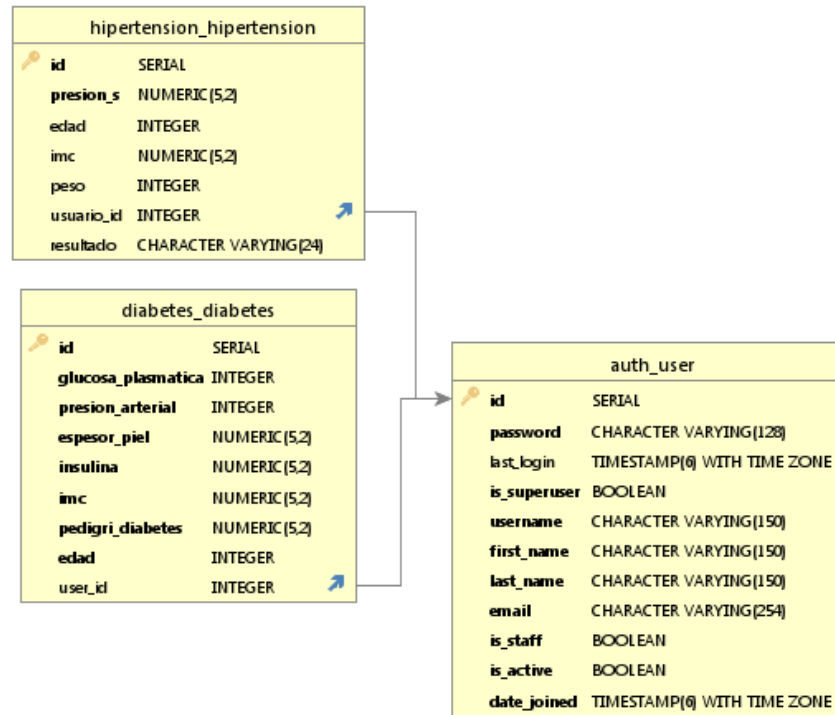 hipertension_hipertension
id SERIAL
presion_s NUMERIC(5,2)
edad INTEGER
imc NUMERIC(5,2)
peso INTEGER
usuario_id INTEGER
resultado CHARACTER VARYING(24)
diabetes_diabetes
id SERIAL
glucosa_plasmatica INTEGER
presion_arterial INTEGER
espesor_piel NUMERIC(5,2)
insulina NUMERIC(5,2)
imc NUMERIC(5,2)
pedigri_diabetes NUMERIC(5,2)
edad INTEGER
user_id INTEGER
auth_user
id SERIAL
password CHARACTER VARYING(128)
last_login TIMESTAMP(6) WITH TIME ZONE
is_superuser BOOLEAN
username CHARACTER VARYING(150)
first_name CHARACTER VARYING(150)
last_name CHARACTER VARYING(150)
email CHARACTER VARYING(254)
is_staff BOOLEAN
is_active BOOLEAN
date_joined TIMESTAMP(6) WITH TIME ZONE